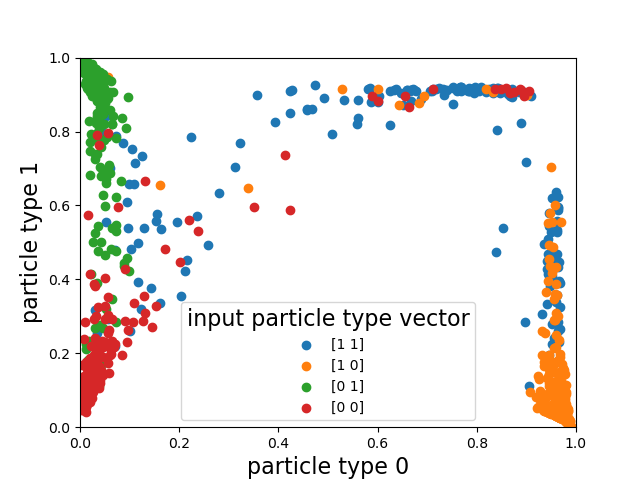 1.0
0.8
0.6
0.4
0.2
0.0
particle type 1
input particle type vector
[1 1]
[1 0]
[0 1]
[0 0]
0.0 0.2 0.4 0.6 0.8 1.0
particle type 0